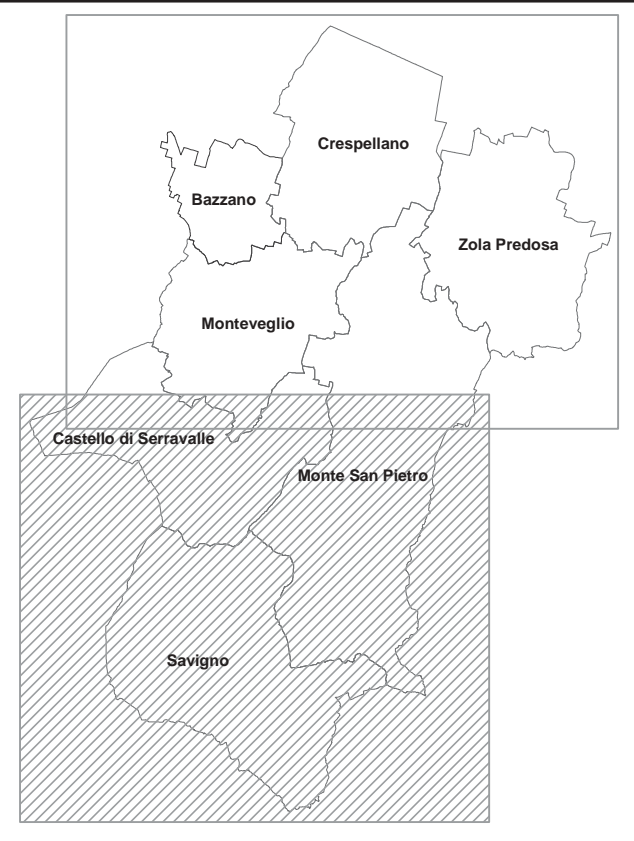 Crespellano
Bazzano
Zola Predosa
Monteveglio
Castello di Serravalle
Monte San Pietro
Savigno